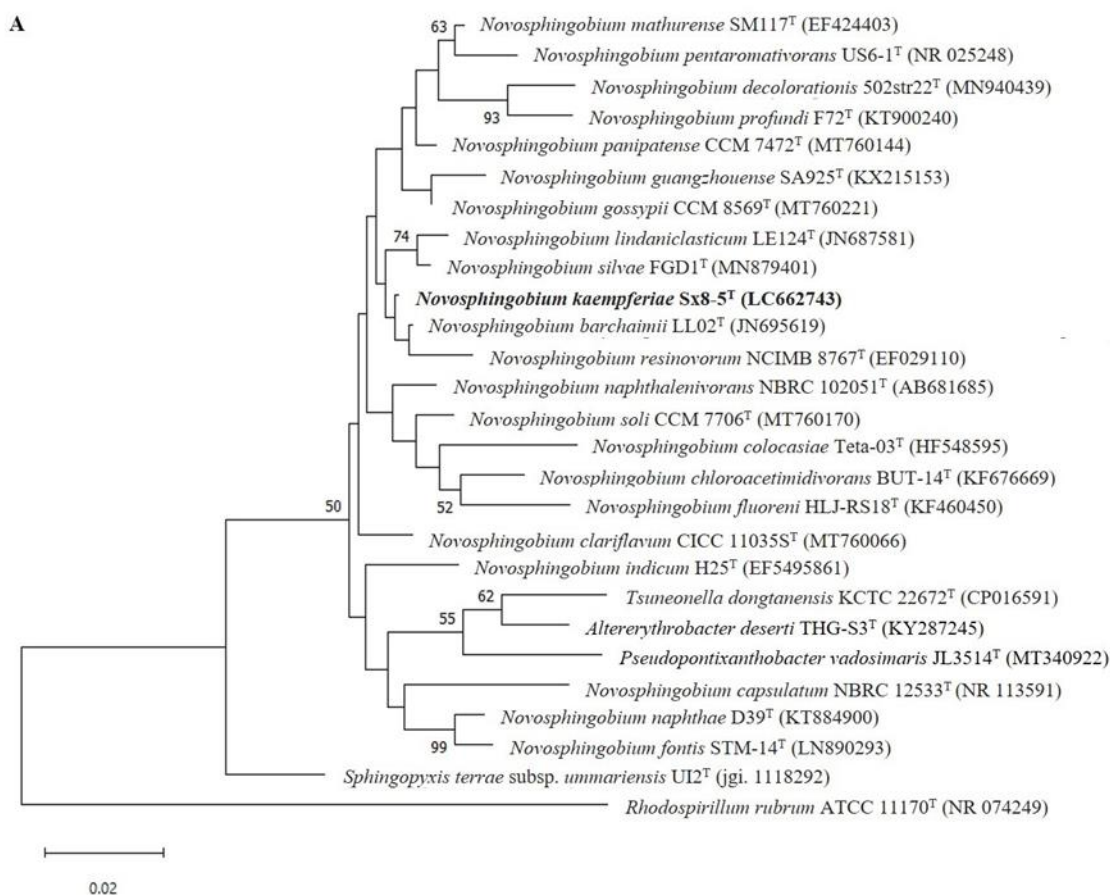 A
63
Novosphingobium mathurense SM117ᵀ (EF424403)
Novosphingobium pentaromativorans US6-1ᵀ (NR 025248)
Novosphingobium decolorationis 502str22ᵀ (MN940439)
93
Novosphingobium profundi F72ᵀ (KT900240)
Novosphingobium panipatense CCM 7472ᵀ (MT760144)
Novosphingobium guangzhouense SA925ᵀ (KX215153)
Novosphingobium gossypii CCM 8569ᵀ (MT760221)
74
Novosphingobium lindaniclasticum LE124ᵀ (JN687581)
Novosphingobium silvae FGD1ᵀ (MN879401)
Novosphingobium kaempferiae Sx8-5ᵀ (LC662743)
Novosphingobium barchaimii LL02ᵀ (JN695619)
Novosphingobium resinovorum NCIMB 8767ᵀ (EF029110)
Novosphingobium naphthalenivorans NBRC 102051ᵀ (AB681685)
Novosphingobium soli CCM 7706ᵀ (MT760170)
Novosphingobium colocasiae Teta-03ᵀ (HF548595)
Novosphingobium chloroacetimidivorans BUT-14ᵀ (KF676669)
50
52
Novosphingobium fluoreni HLJ-RS18ᵀ (KF460450)
Novosphingobium clariflavum CICC 11035Sᵀ (MT760066)
Novosphingobium indicum H25ᵀ (EF5495861)
62
Tsuneonella dongtanensis KCTC 22672ᵀ (CP016591)
55
Altererythrobacter deserti THG-S3ᵀ (KY287245)
Pseudopontixanthobacter vadosimaris JL3514ᵀ (MT340922)
Novosphingobium capsulatum NBRC 12533ᵀ (NR 113591)
Novosphingobium naphthae D39ᵀ (KT884900)
99
Novosphingobium fontis STM-14ᵀ (LN890293)
Sphingopyxis terrae subsp. ummariensis UI2ᵀ (jgi. 1118292)
Rhodospirillum rubrum ATCC 11170ᵀ (NR 074249)
0.02